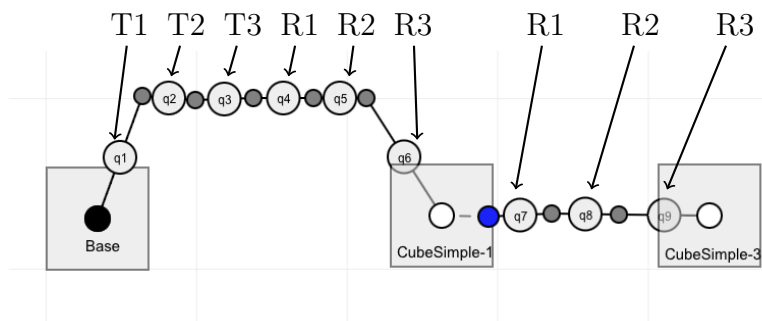 T1 T2 T3 R1 R2 R3 R1 R2 R3
q2 q3 q4 q5
q1 q6
q7 q8 q9
Base CubeSimple-1 CubeSimple-3